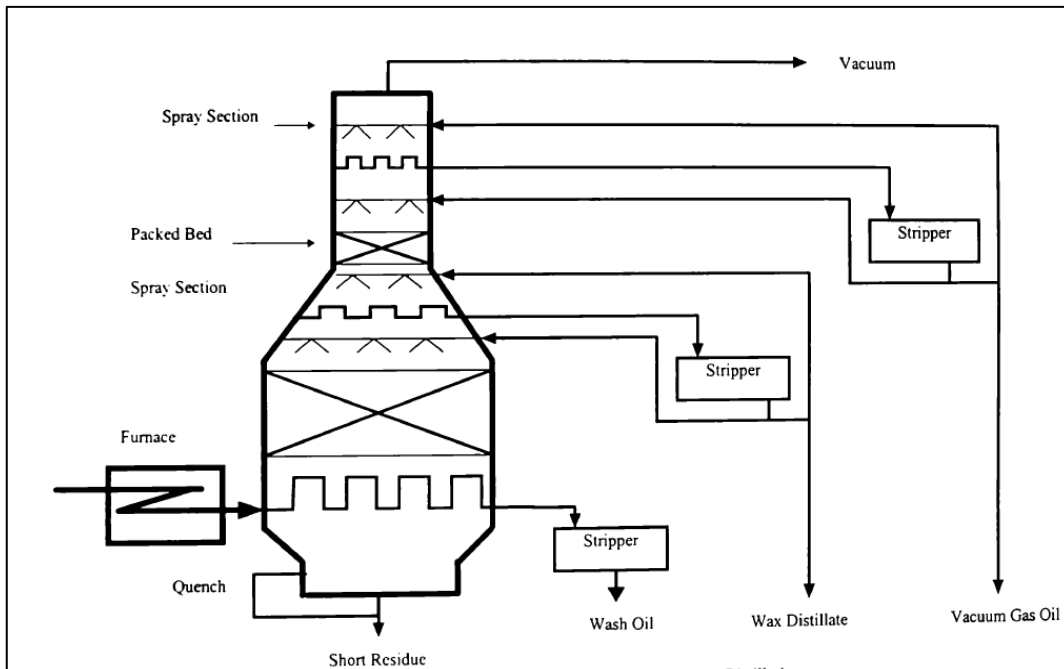 Vacuum
Spray Section
Stripper
Packed Bed
Spray Section
Stripper
Furnace
Stripper
Quench
Wash Oil
Wax Distillate
Vacuum Gas Oil
Short Residue